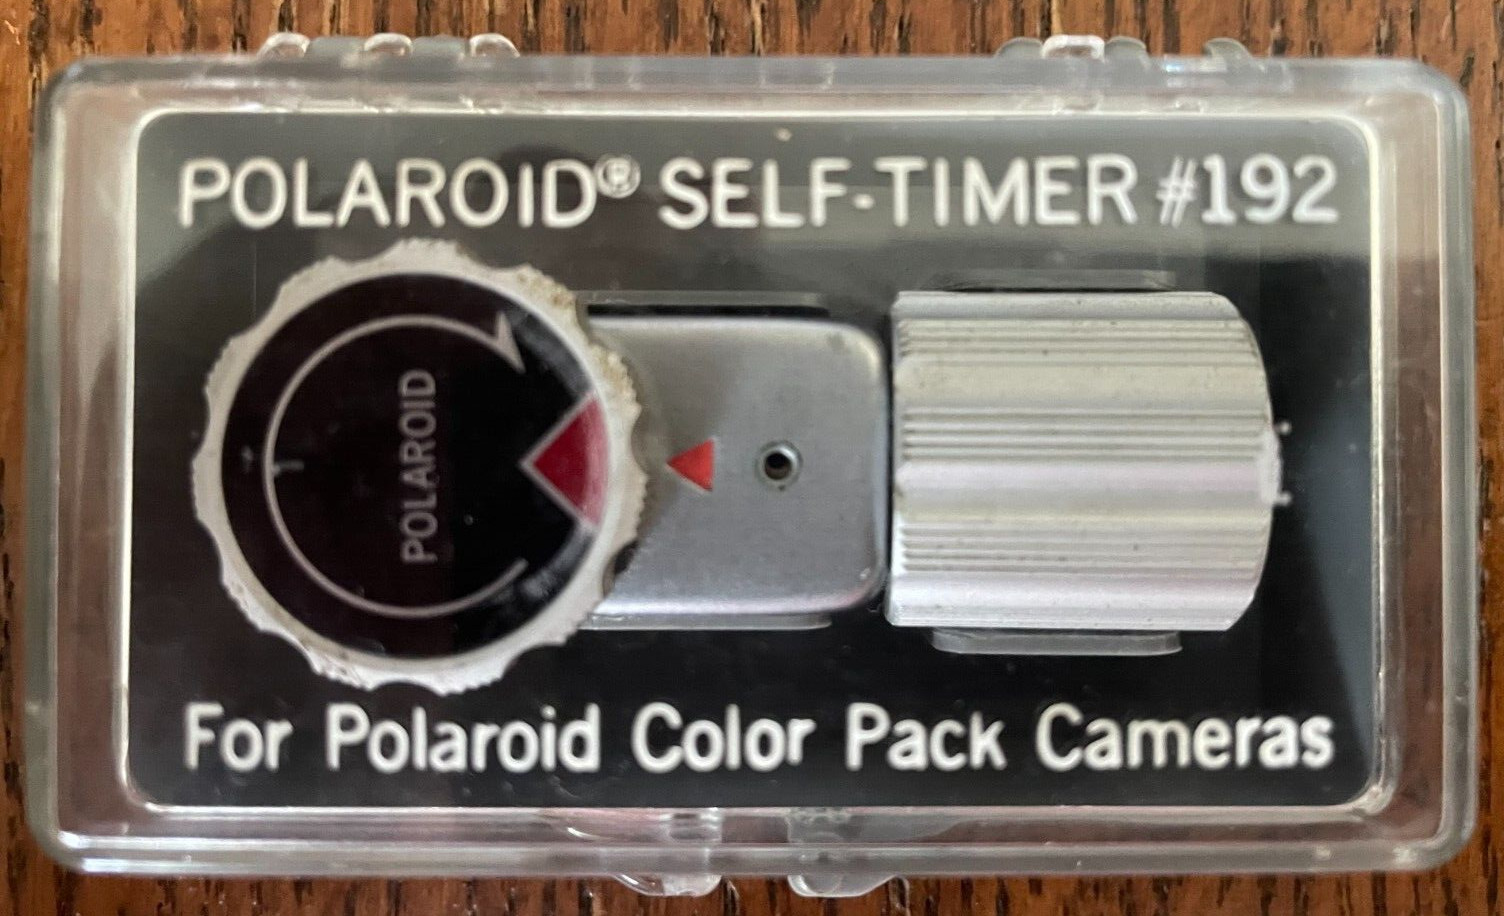 POLAROID® SELF-TIMER #192
POLAROID
For Polaroid Color Pack Cameras